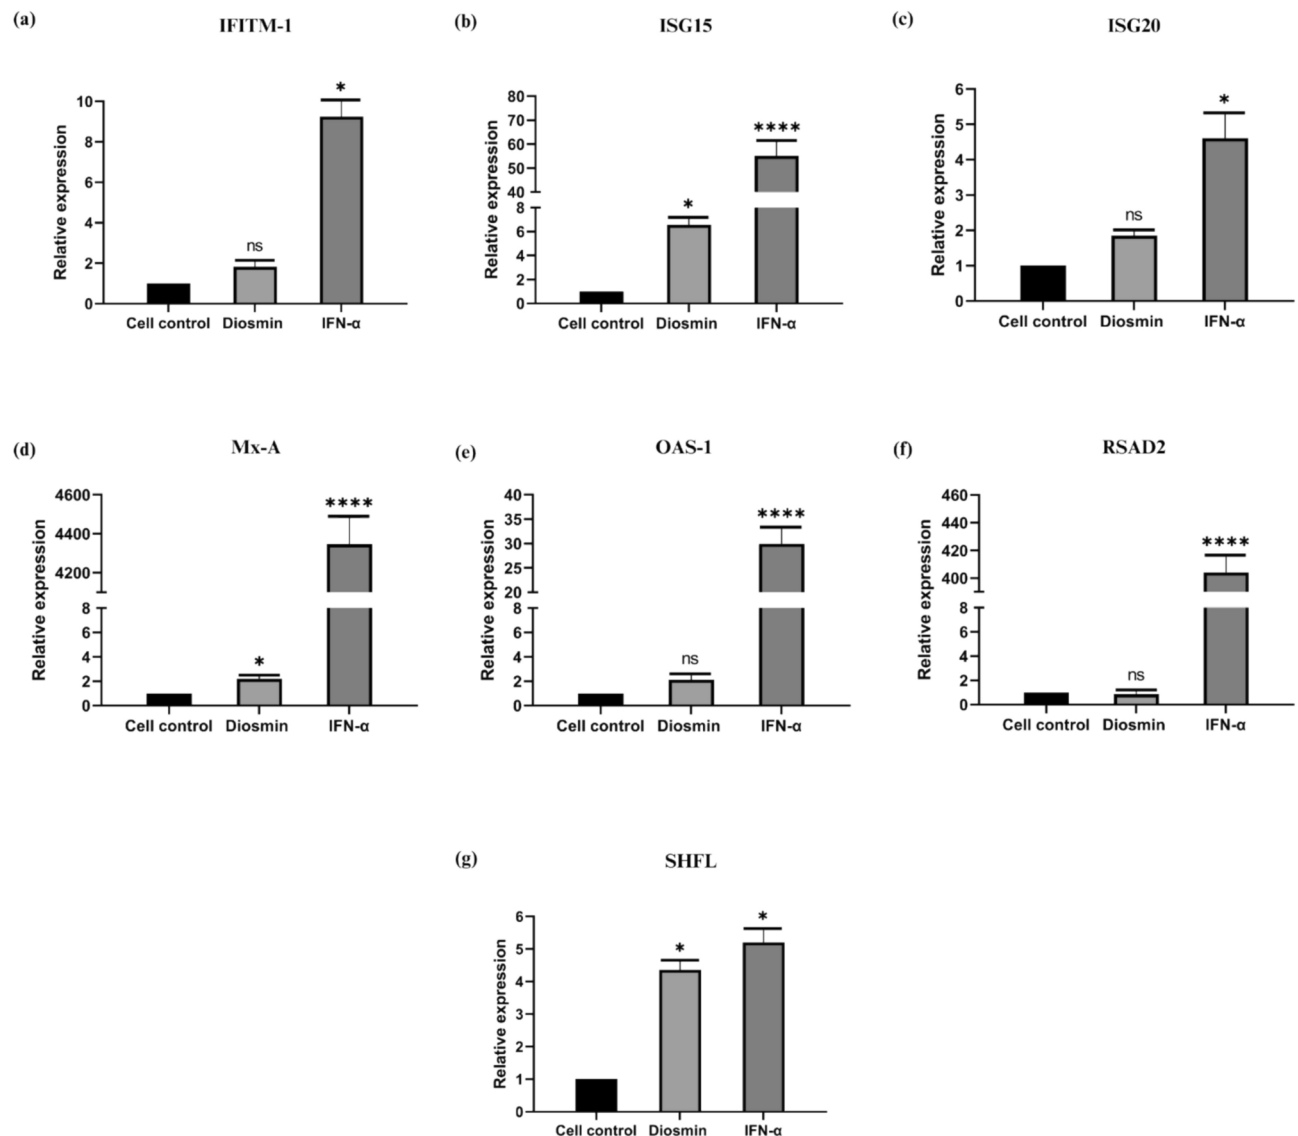 (a) IFITM-1
Relative expression
10
8
6
4
2
0
ns
*
Cell control Diosmin IFN-α
(b) ISG15
Relative expression
80
70
60
50
40
8
6
4
2
0
*
****
Cell control Diosmin IFN-α
(c) ISG20
Relative expression
6
5
4
3
2
1
0
ns
*
Cell control Diosmin IFN-α
(d) Mx-A
Relative expression
4600
4400
4200
8
6
4
2
0
*
****
Cell control Diosmin IFN-α
(e) OAS-1
Relative expression
40
35
30
25
20
8
6
4
2
0
ns
****
Cell control Diosmin IFN-α
(f) RSAD2
Relative expression
460
440
420
400
8
6
4
2
0
ns
****
Cell control Diosmin IFN-α
(g) SHFL
Relative expression
6
5
4
3
2
1
0
*
*
Cell control Diosmin IFN-α